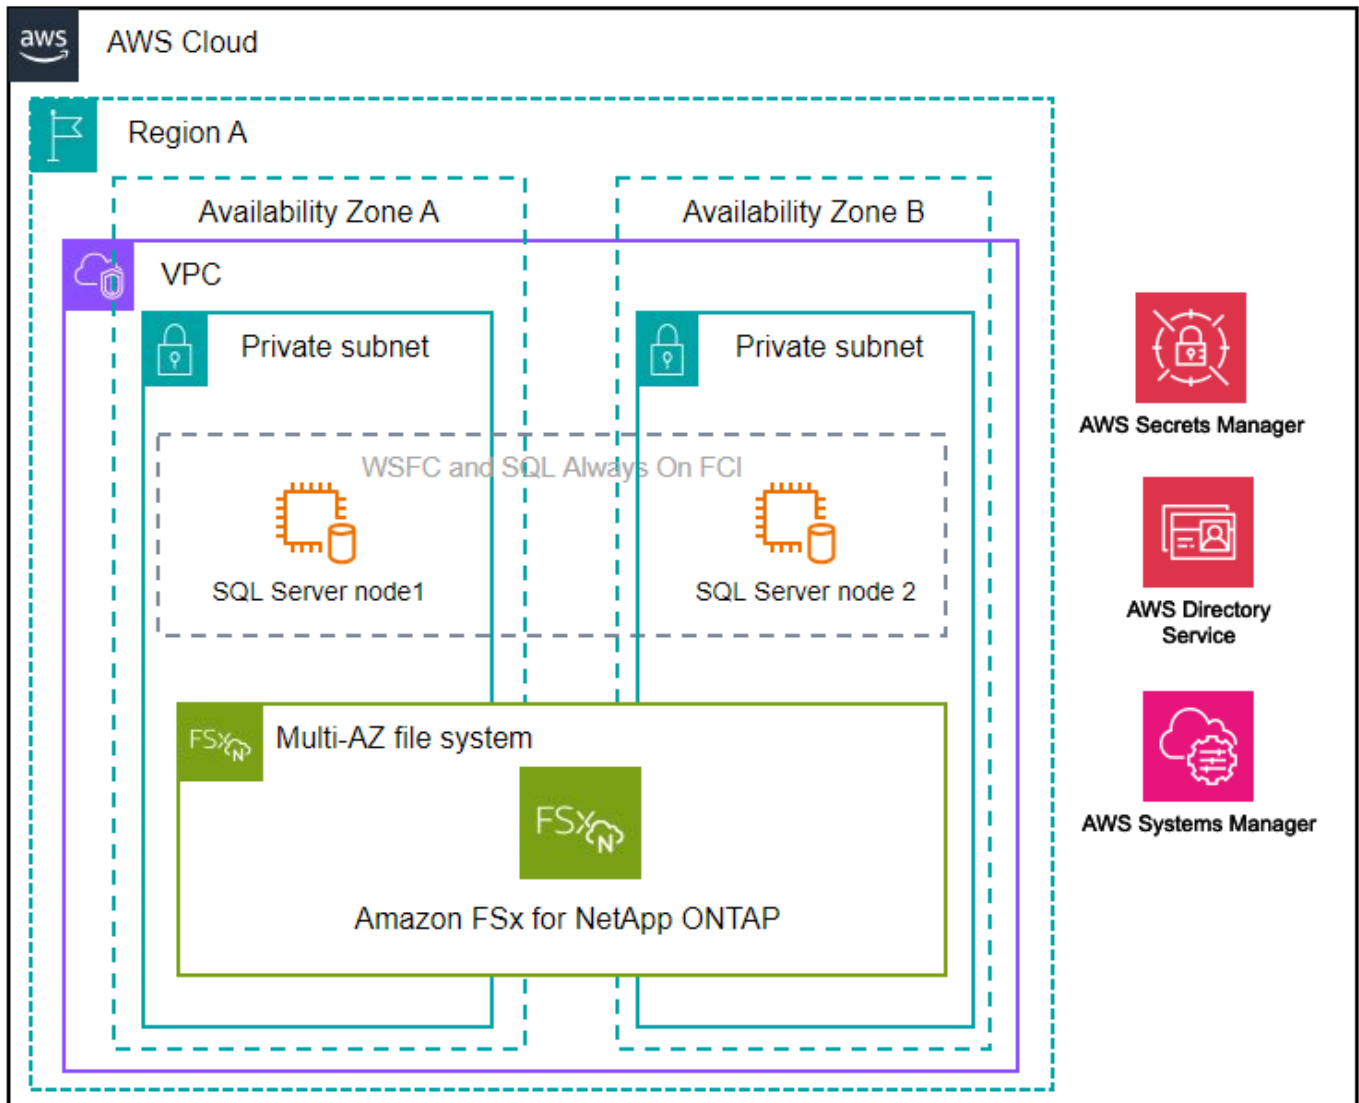 aws
AWS Cloud
Region A
Availability Zone A
Availability Zone B
VPC
Private subnet
Private subnet
WSFC and SQL Always On FCI
SQL Server node1
SQL Server node 2
FSx N
Multi-AZ file system
FSx N
Amazon FSx for NetApp ONTAP
AWS Secrets Manager
AWS Directory
Service
AWS Systems Manager